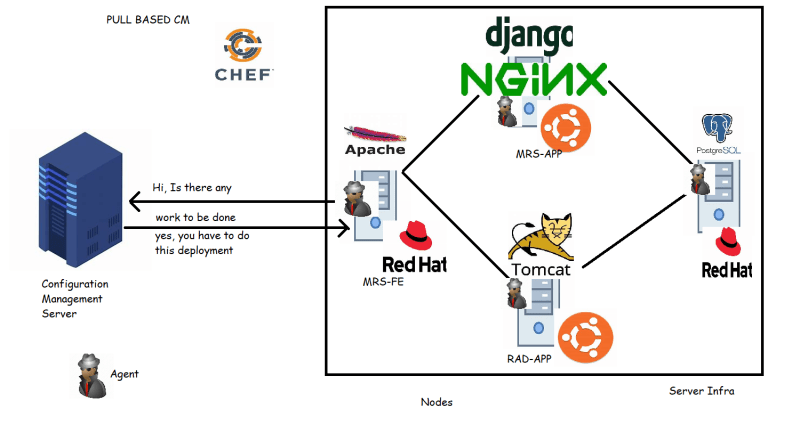 PULL BASED CM
CHEF
django
NGiNX
MRS-APP
Apache
PostgreSQL
Hi, Is there any
work to be done
yes, you have to do
this deployment
Red Hat
MRS-FE
Tomcat
Red Hat
Configuration
Management
Server
RAD-APP
Agent
Nodes
Server Infra